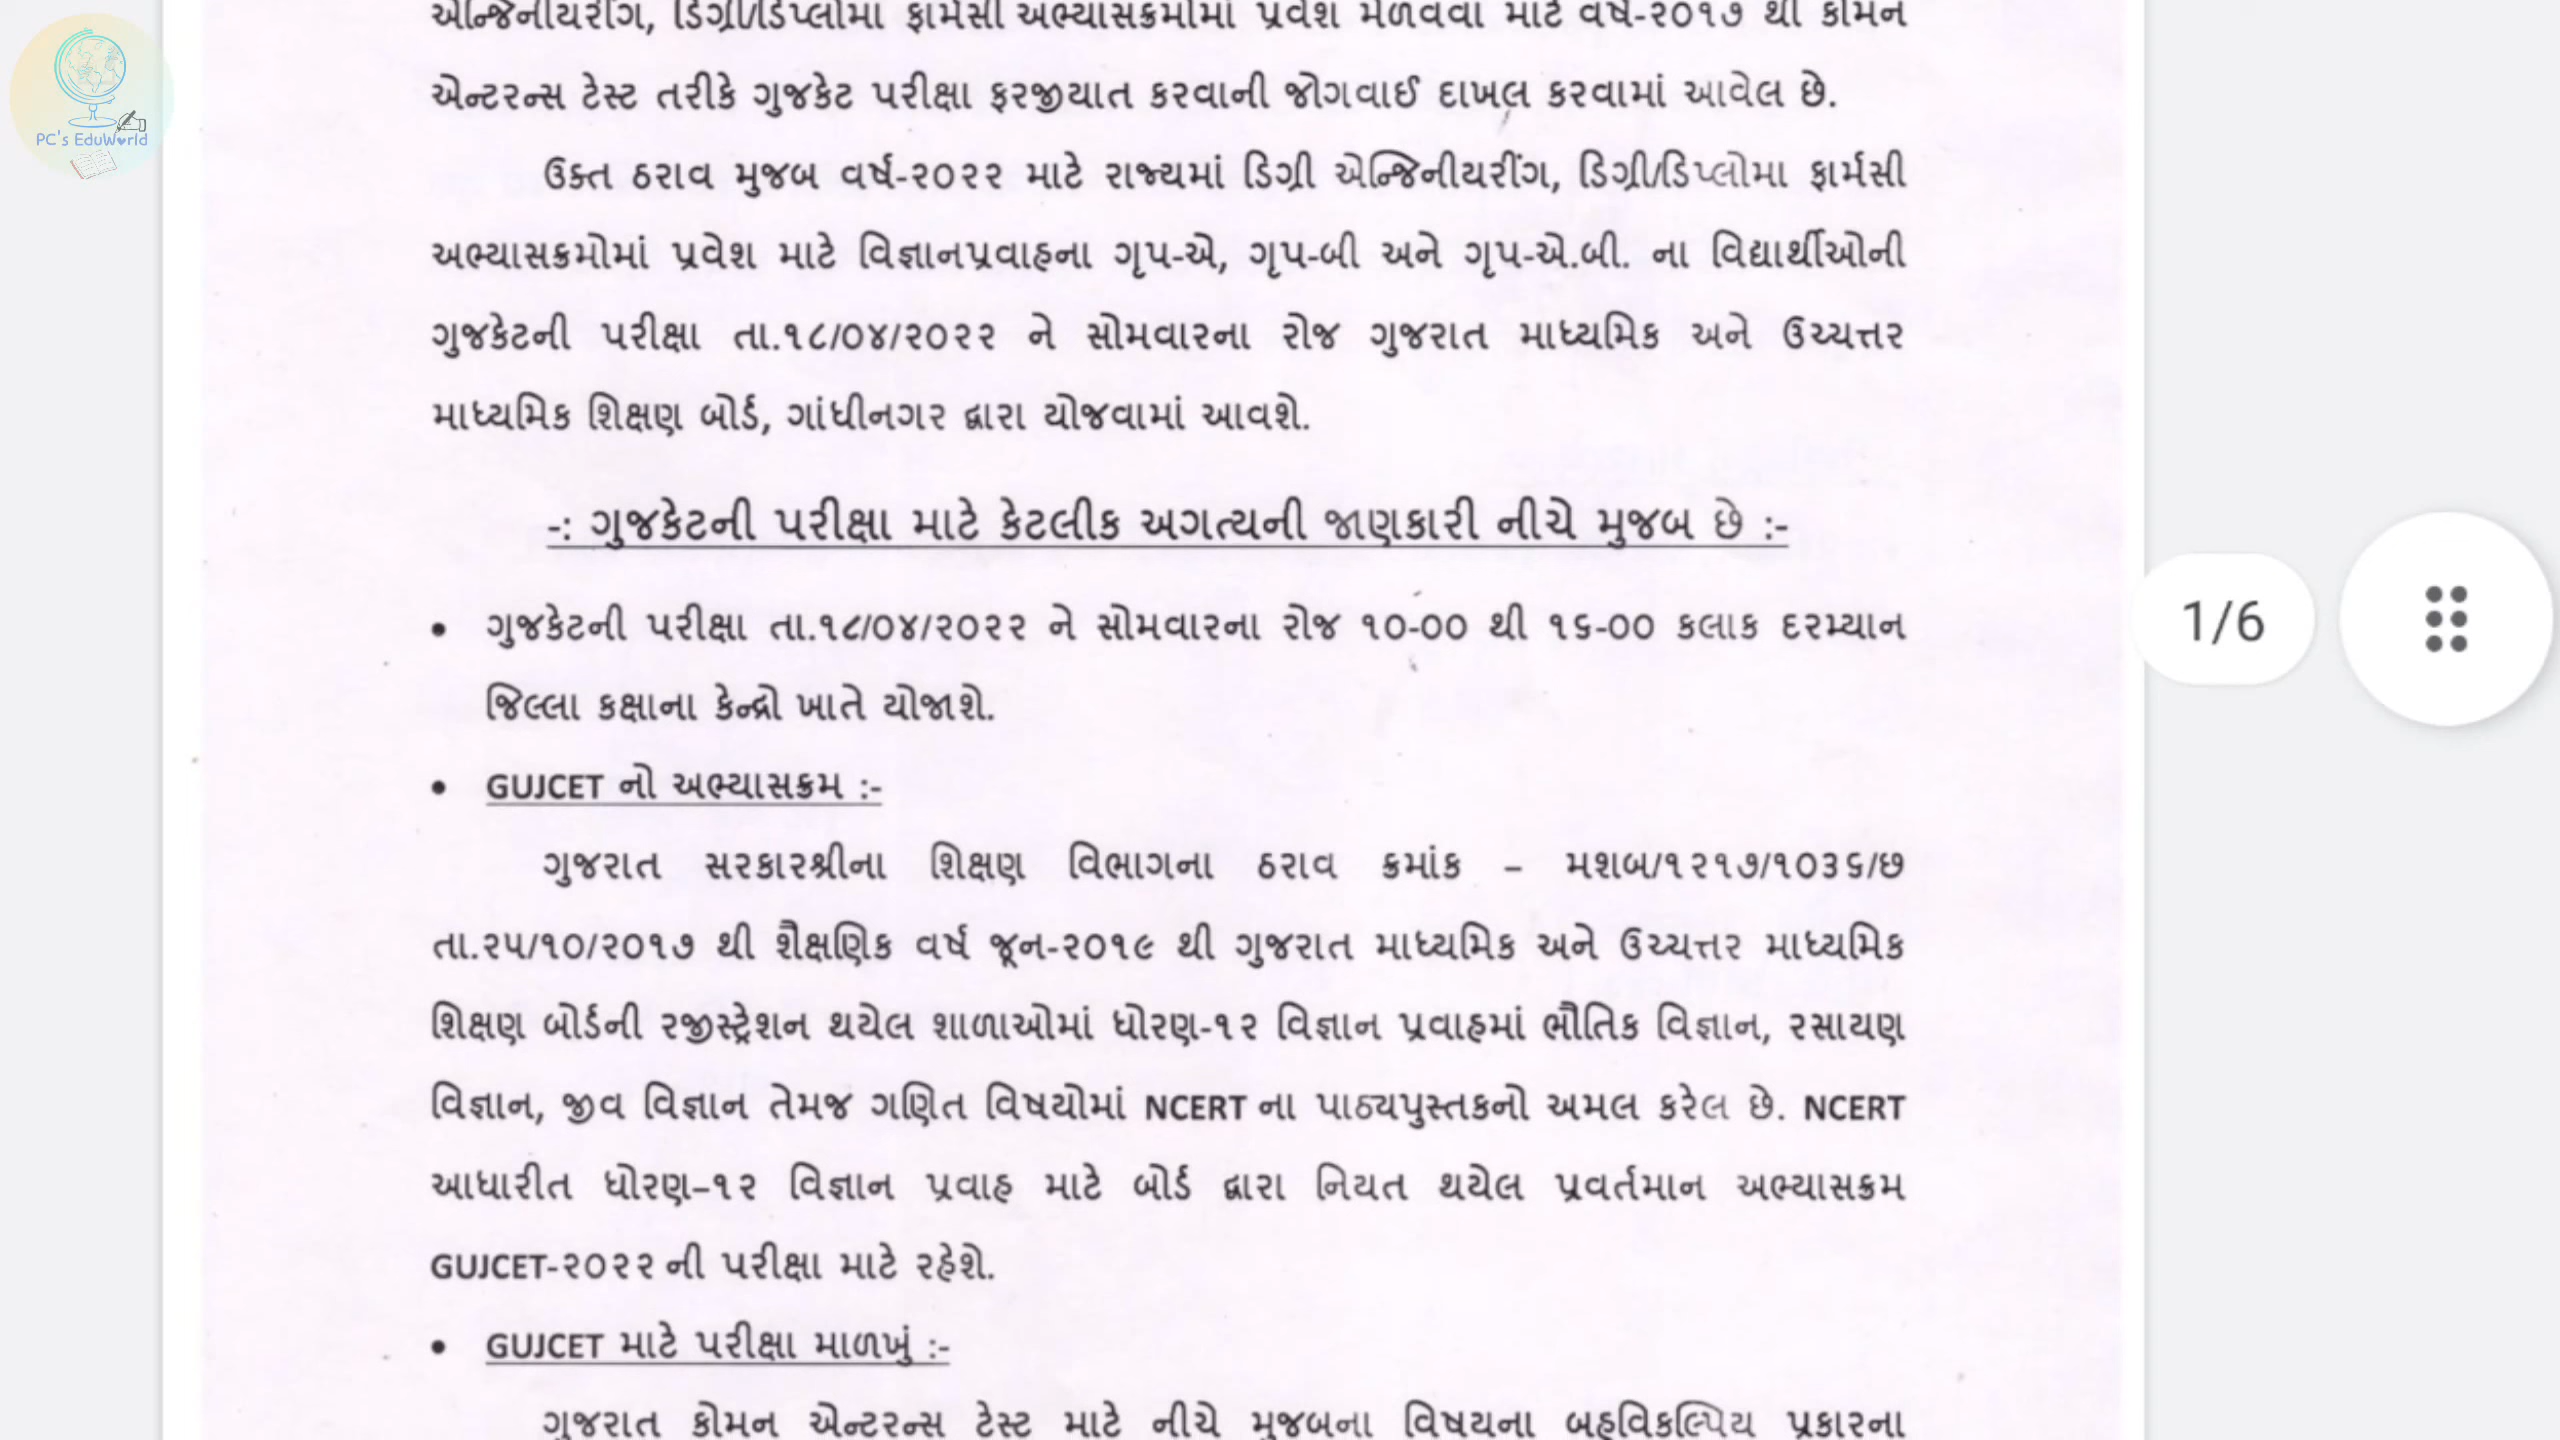 PC's EduWorld
એન્જિનીયરીંગ, ડિગ્રી/ડિપ્લોમા ફાર્મસી અભ્યાસક્રમોમાં પ્રવેશ મેળવવા માટે વર્ષ-૨૦૧૭ થી કોમન
એન્ટરન્સ ટેસ્ટ તરીકે ગુજકેટ પરીક્ષા ફરજીયાત કરવાની જોગવાઈ દાખલ કરવામાં આવેલ છે.
ઉક્ત ઠરાવ મુજબ વર્ષ-૨૦૨૨ માટે રાજ્યમાં ડિગ્રી એન્જિનીયરીંગ, ડિગ્રી/ડિપ્લોમા ફાર્મસી
અભ્યાસક્રમોમાં પ્રવેશ માટે વિજ્ઞાનપ્રવાહના ગૃપ-એ, ગૃપ-બી અને ગૃપ-એ.બી. ના વિદ્યાર્થીઓની
ગુજકેટની પરીક્ષા તા.૧૮/૦૪/૨૦૨૨ ને સોમવારના રોજ ગુજરાત માધ્યમિક અને ઉચ્ચત્તર
માધ્યમિક શિક્ષણ બોર્ડ, ગાંધીનગર દ્વારા યોજવામાં આવશે.
-: ગુજકેટની પરીક્ષા માટે કેટલીક અગત્યની જાણકારી નીચે મુજબ છે :-
• ગુજકેટની પરીક્ષા તા.૧૮/૦૪/૨૦૨૨ ને સોમવારના રોજ ૧૦-૦૦ થી ૧૬-૦૦ કલાક દરમ્યાન
જિલ્લા કક્ષાના કેન્દ્રો ખાતે યોજાશે.
1/6
• GUJCET નો અભ્યાસક્રમ :-
ગુજરાત સરકારશ્રીના શિક્ષણ વિભાગના ઠરાવ ક્રમાંક – મશબ/૧૨૧૭/૧૦૩૬/છ
તા.૨૫/૧૦/૨૦૧૭ થી શૈક્ષણિક વર્ષ જૂન-૨૦૧૯ થી ગુજરાત માધ્યમિક અને ઉચ્ચત્તર માધ્યમિક
શિક્ષણ બોર્ડની રજીસ્ટ્રેશન થયેલ શાળાઓમાં ધોરણ-૧૨ વિજ્ઞાન પ્રવાહમાં ભૌતિક વિજ્ઞાન, રસાયણ
વિજ્ઞાન, જીવ વિજ્ઞાન તેમજ ગણિત વિષયોમાં NCERT ના પાઠ્યપુસ્તકનો અમલ કરેલ છે. NCERT
આધારીત ધોરણ–૧૨ વિજ્ઞાન પ્રવાહ માટે બોર્ડ દ્વારા નિયત થયેલ પ્રવર્તમાન અભ્યાસક્રમ
GUJCET-૨૦૨૨ ની પરીક્ષા માટે રહેશે.
• GUJCET માટે પરીક્ષા માળખું :-
ગુજરાત કોમન એન્ટરન્સ ટેસ્ટ માટે નીચે મુજબના વિષયના બહુવિકલ્પિય પ્રકારના